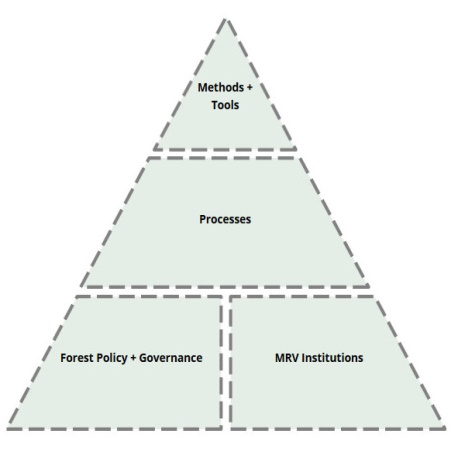 Methods +
Tools
Processes
Forest Policy + Governance
MRV Institutions